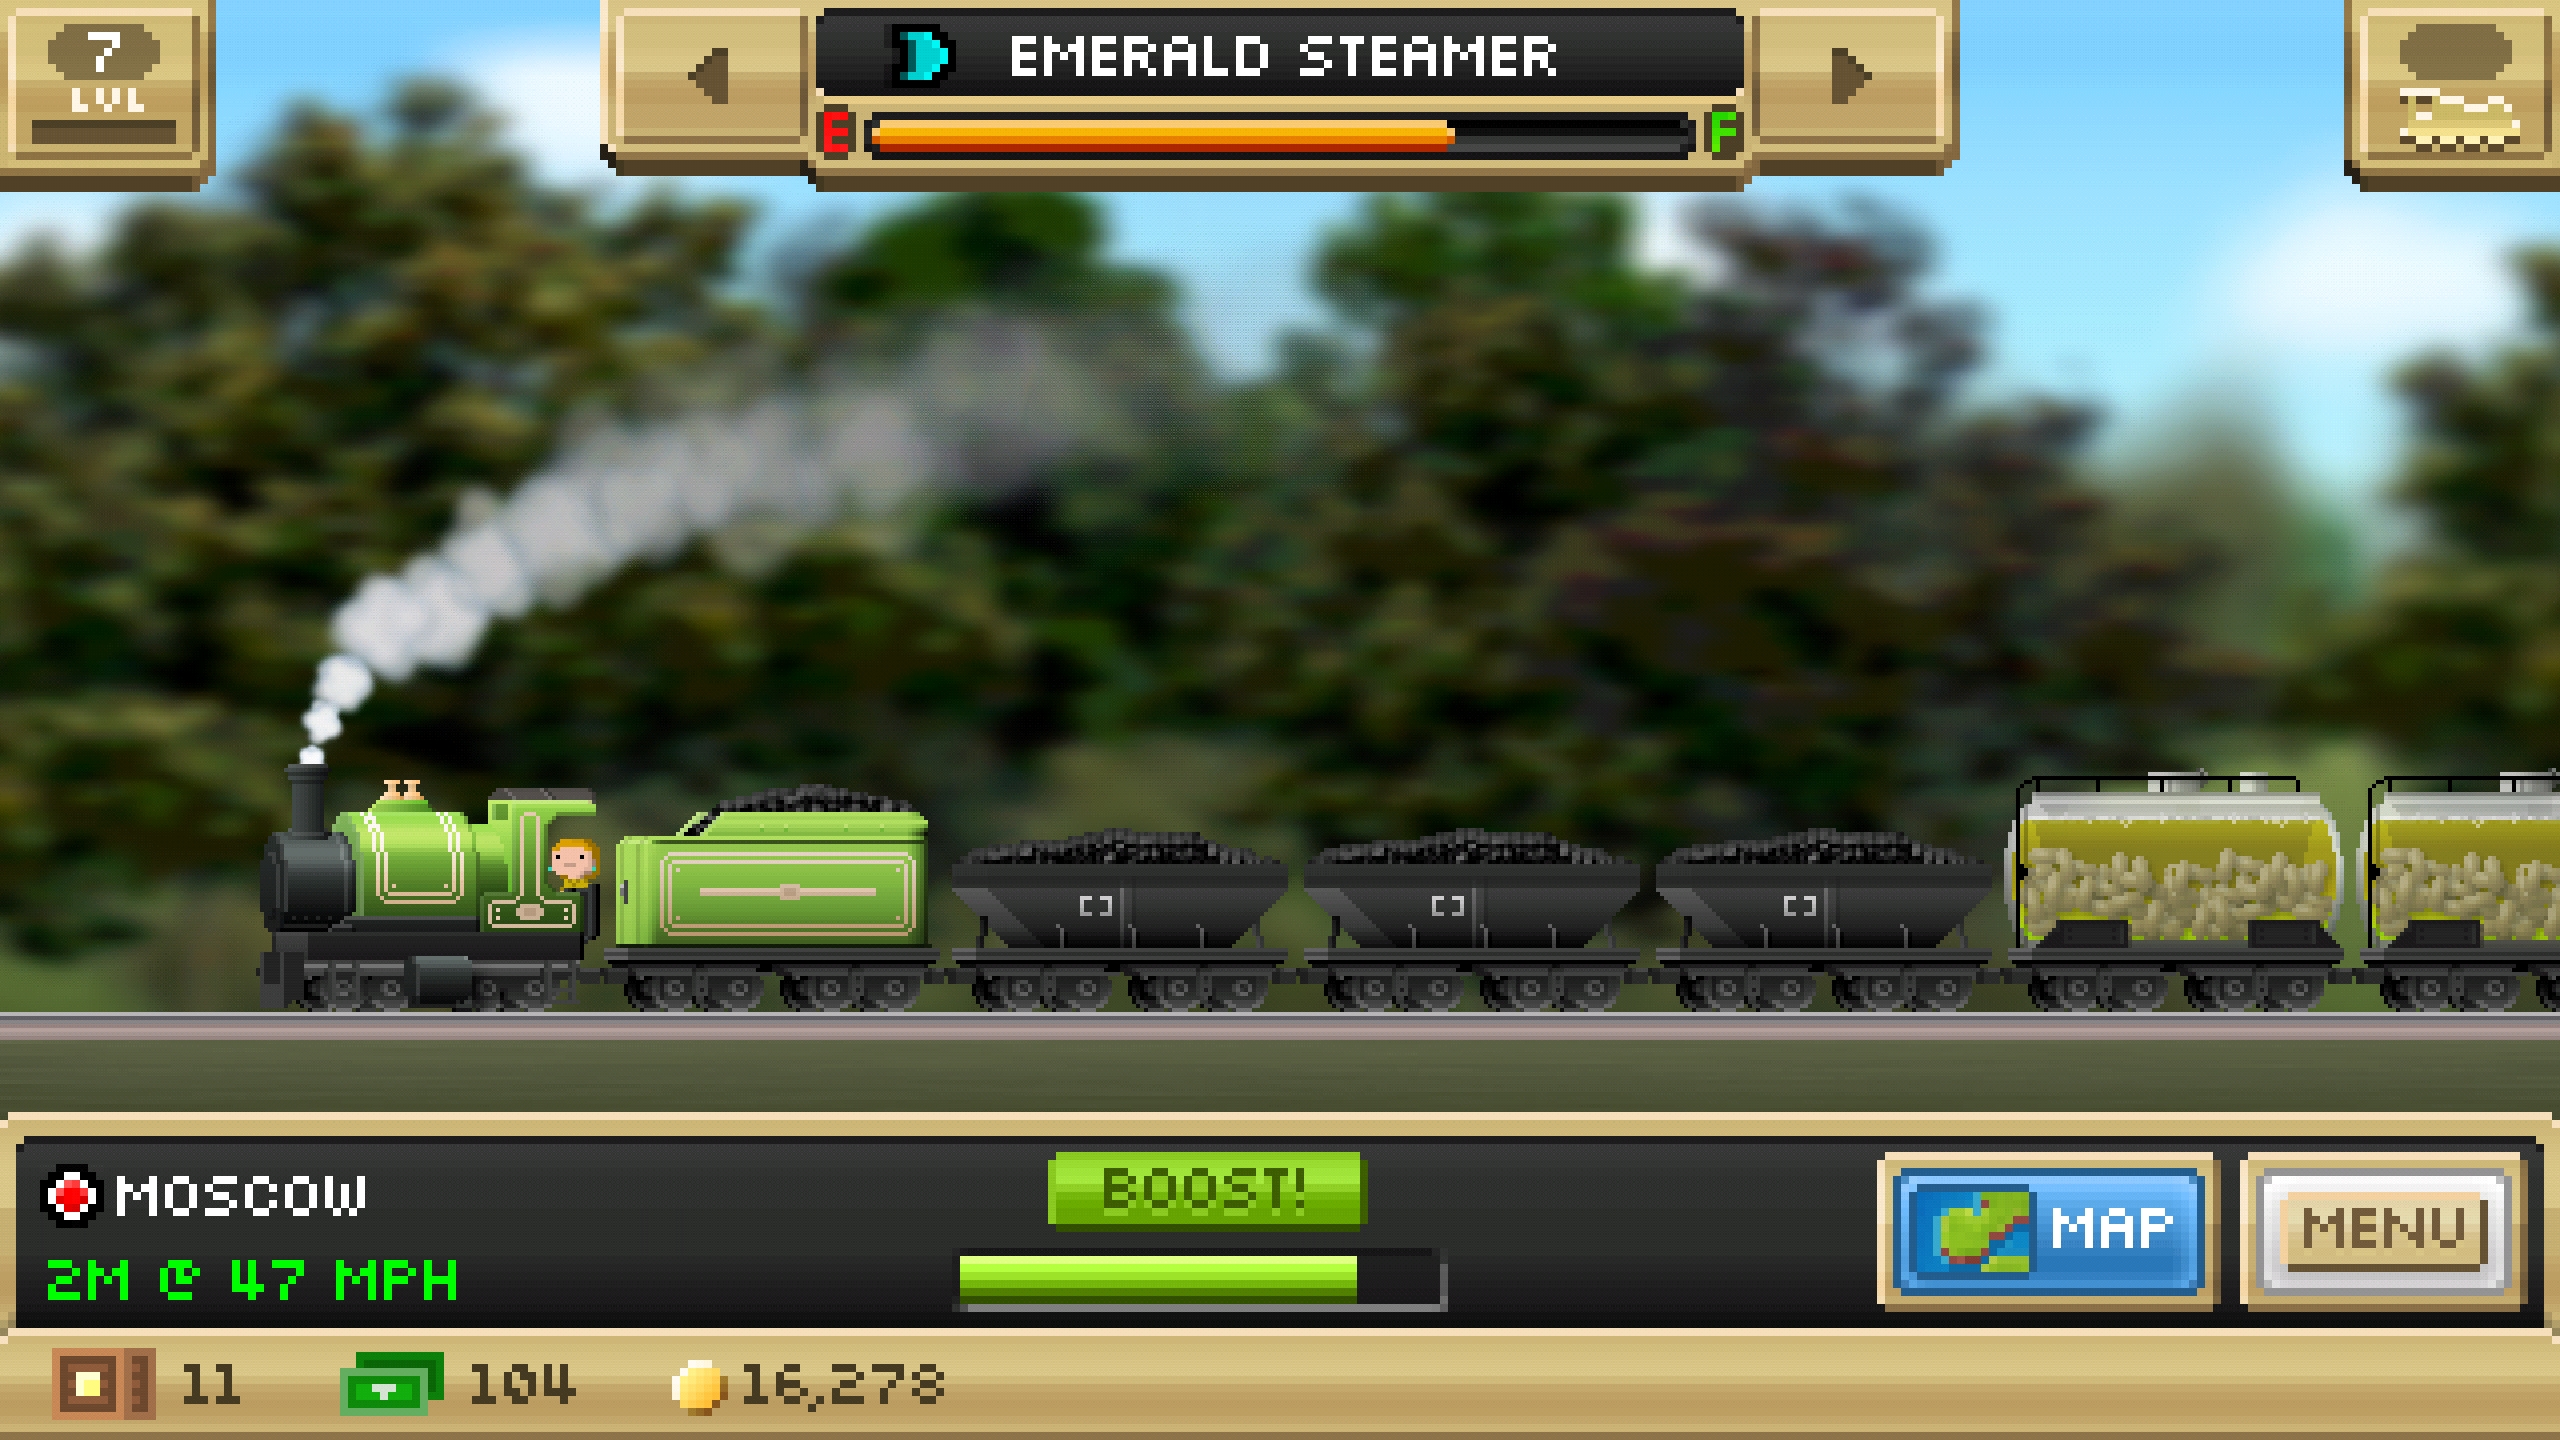 7
LVL
EMERALD STEAMER
E F
MOSCOW
2M @ 47 MPH
BOOST!
MAP
MENU
11
104
16,278